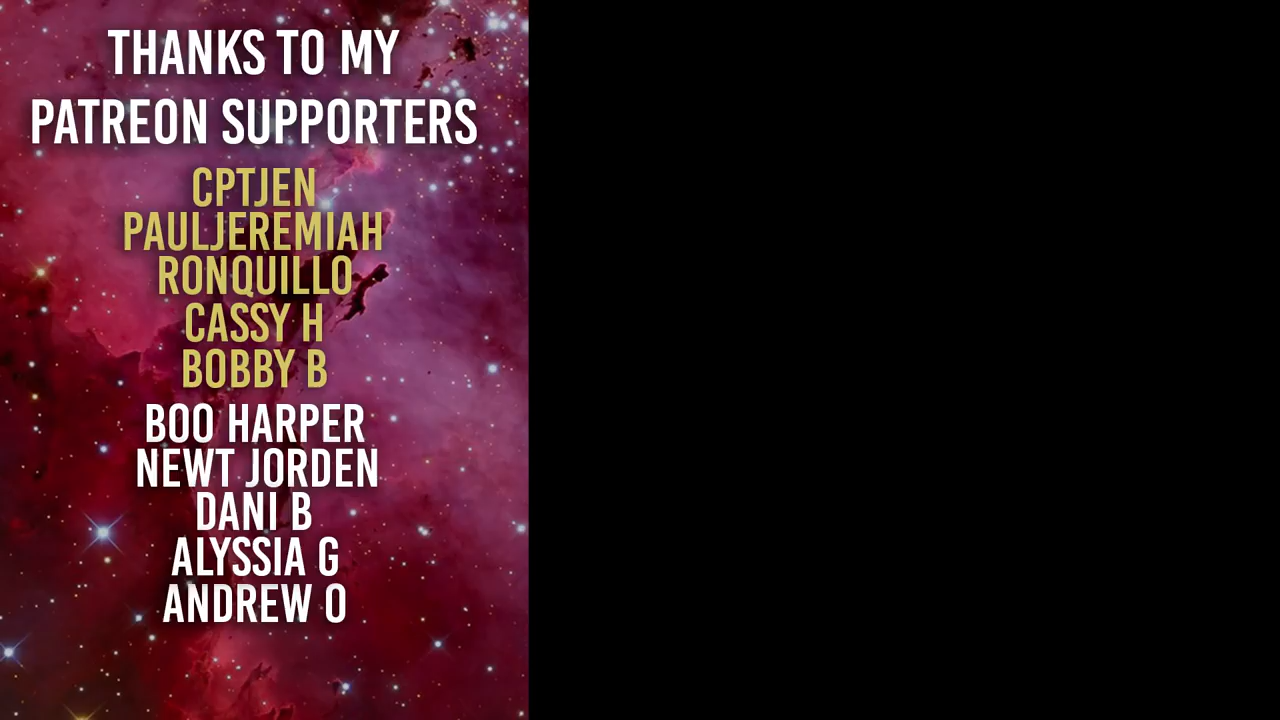 THANKS TO MY
PATREON SUPPORTERS
CPTJEN
PAULJEREMIAH
RONQUILLO
CASSY H
BOBBY B
BOO HARPER
NEWT JORDEN
DANI B
ALYSSIA G
ANDREW O